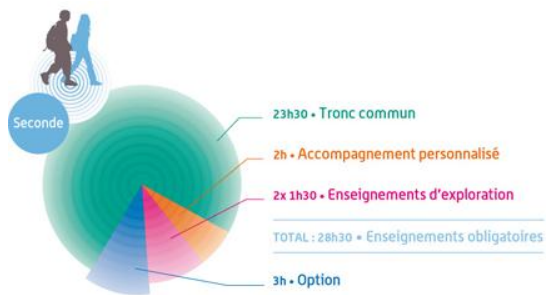 Seconde
23h30 • Tronc commun
2h • Accompagnement personnalisé
2x 1h30 • Enseignements d'exploration
TOTAL : 28h30 • Enseignements obligatoires
3h • Option